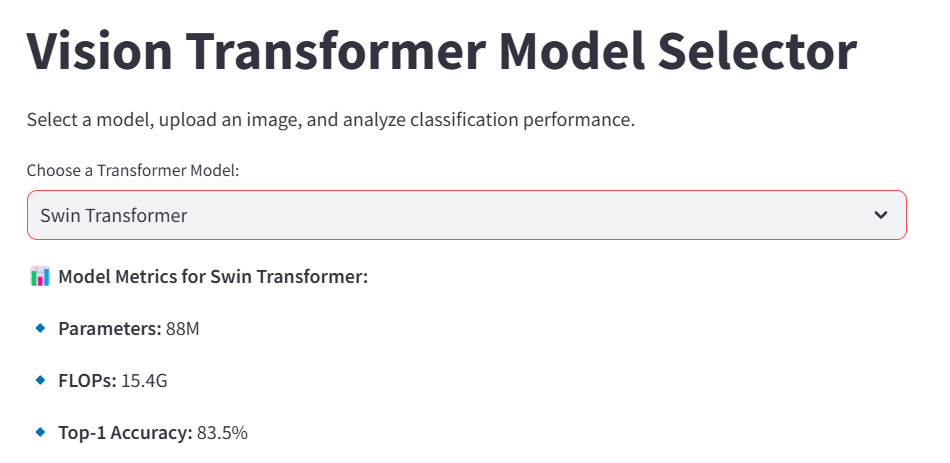 Vision Transformer Model Selector
Select a model, upload an image, and analyze classification performance.
Choose a Transformer Model:
Swin Transformer
📊 Model Metrics for Swin Transformer:
🔹 Parameters: 88M
🔹 FLOPs: 15.4G
🔹 Top-1 Accuracy: 83.5%